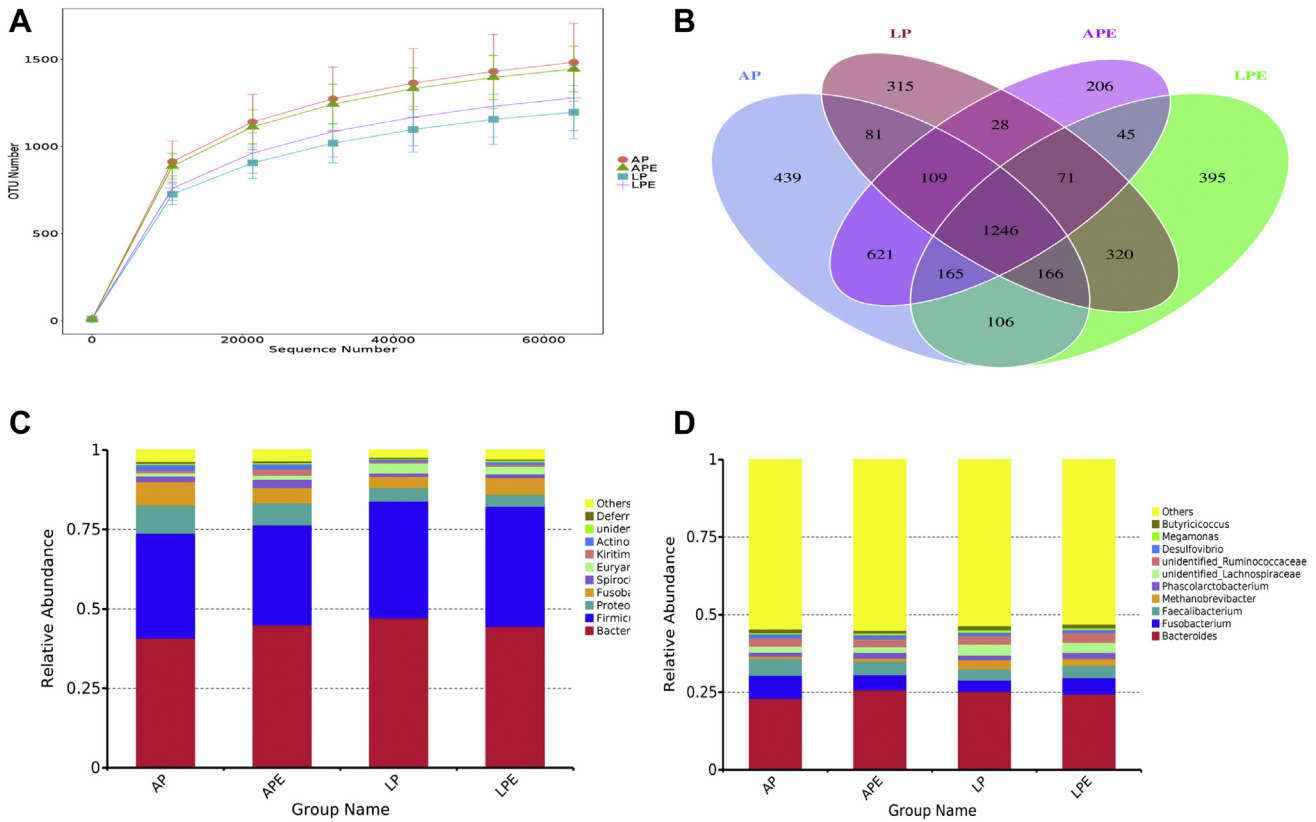 A
1500
1000
500
0
OTU Number
0 20000 40000 60000
Sequence Number
AP
APE
LP
LPE
B
LP APE
AP LPE
315 206
81 28 45
439 109 71 395
1246
621 320
165 166
106
C
1
0.75
0.5
0.25
0
Relative Abundance
AP APE LP LPE
Group Name
Others
Deferr
uniden
Actino
Kiritim
Euryar
Spiroc
Fusoba
Proteo
Firmic
Bacter
D
1
0.75
0.5
0.25
0
Relative Abundance
AP APE LP LPE
Group Name
Others
Butyricicoccus
Megamonas
Desulfovibrio
unidentified_Ruminococcaceae
unidentified_Lachnospiraceae
Phascolarctobacterium
Methanobrevibacter
Faecalibacterium
Fusobacterium
Bacteroides